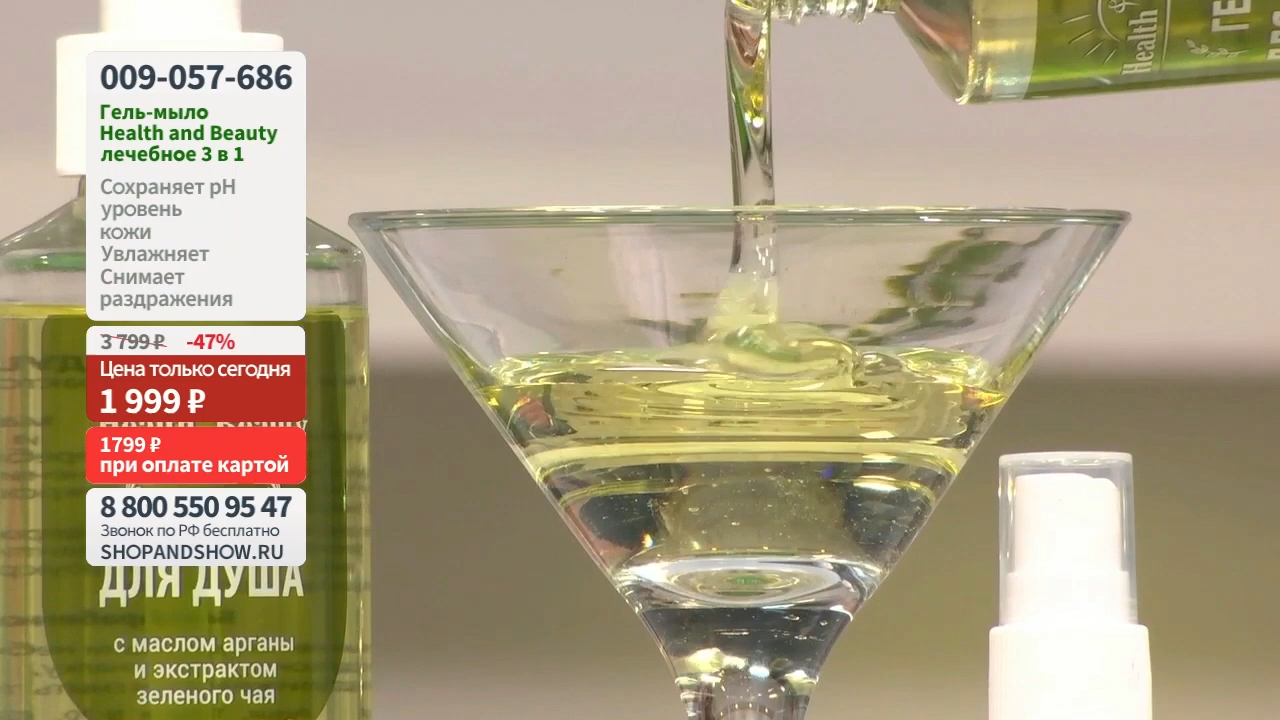 009-057-686
Гель-мыло
Health and Beauty
лечебное 3 в 1
Сохраняет pH
уровень
кожи
Увлажняет
Снимает
раздражения
3 799 ₽ -47%
Цена только сегодня
1 999 ₽
1799 ₽
при оплате картой
8 800 550 95 47
Звонок по РФ бесплатно
SHOPANDSHOW.RU
ДЛЯ ДУША
с маслом арганы
и экстрактом
зеленого чая
Health &
ГЕ